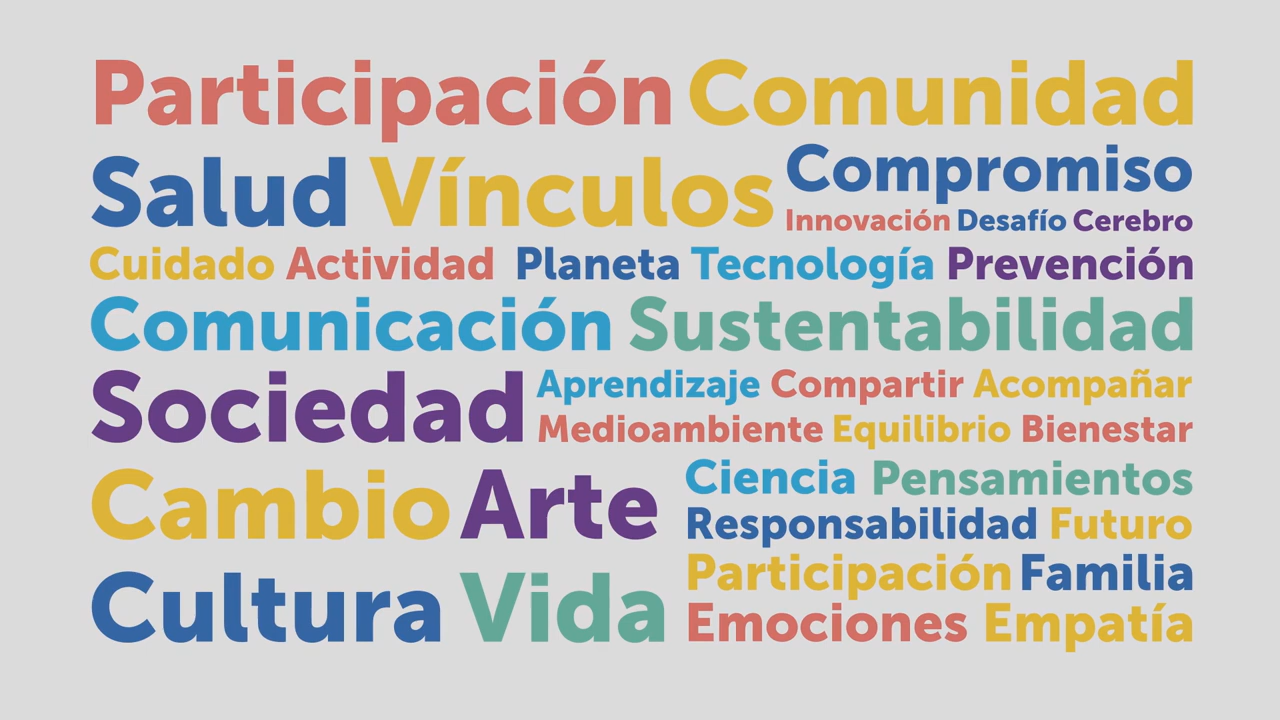 Participación Comunidad
Salud Vínculos Compromiso
Innovación Desafío Cerebro
Cuidado Actividad Planeta Tecnología Prevención
Comunicación Sustentabilidad
Sociedad Aprendizaje Compartir Acompañar
Medioambiente Equilibrio Bienestar
Cambio Arte Ciencia Pensamientos
Responsabilidad Futuro
Cultura Vida Participación Familia
Emociones Empatía